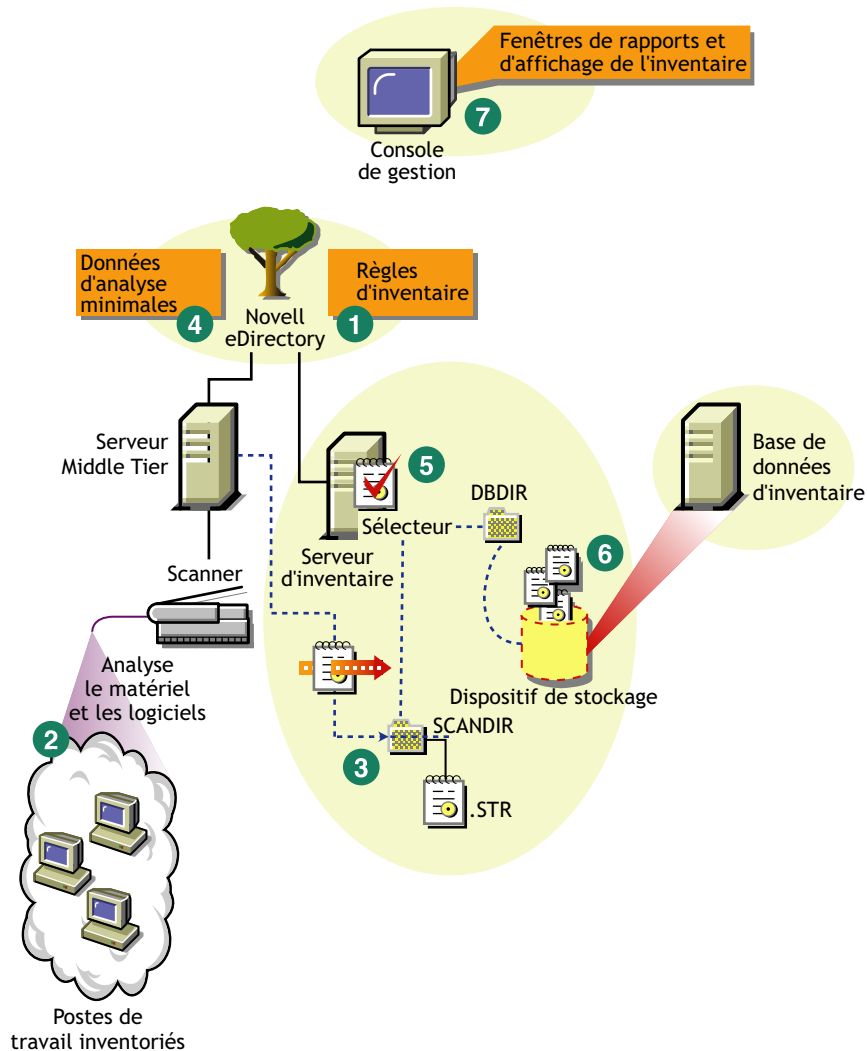 Fenêtres de rapports et
d'affichage de l'inventaire
7
Console
de gestion
Données
d'analyse
minimales
4
Règles
d'inventaire
1
Novell
eDirectory
Serveur
Middle Tier
5
Sélecteur
Serveur
d'inventaire
DBDIR
Base de
données
d'inventaire
6
Scanner
Analyse
le matériel
et les logiciels
Dispositif de stockage
SCANDIR
2
3
.STR
Postes de
travail inventoriés